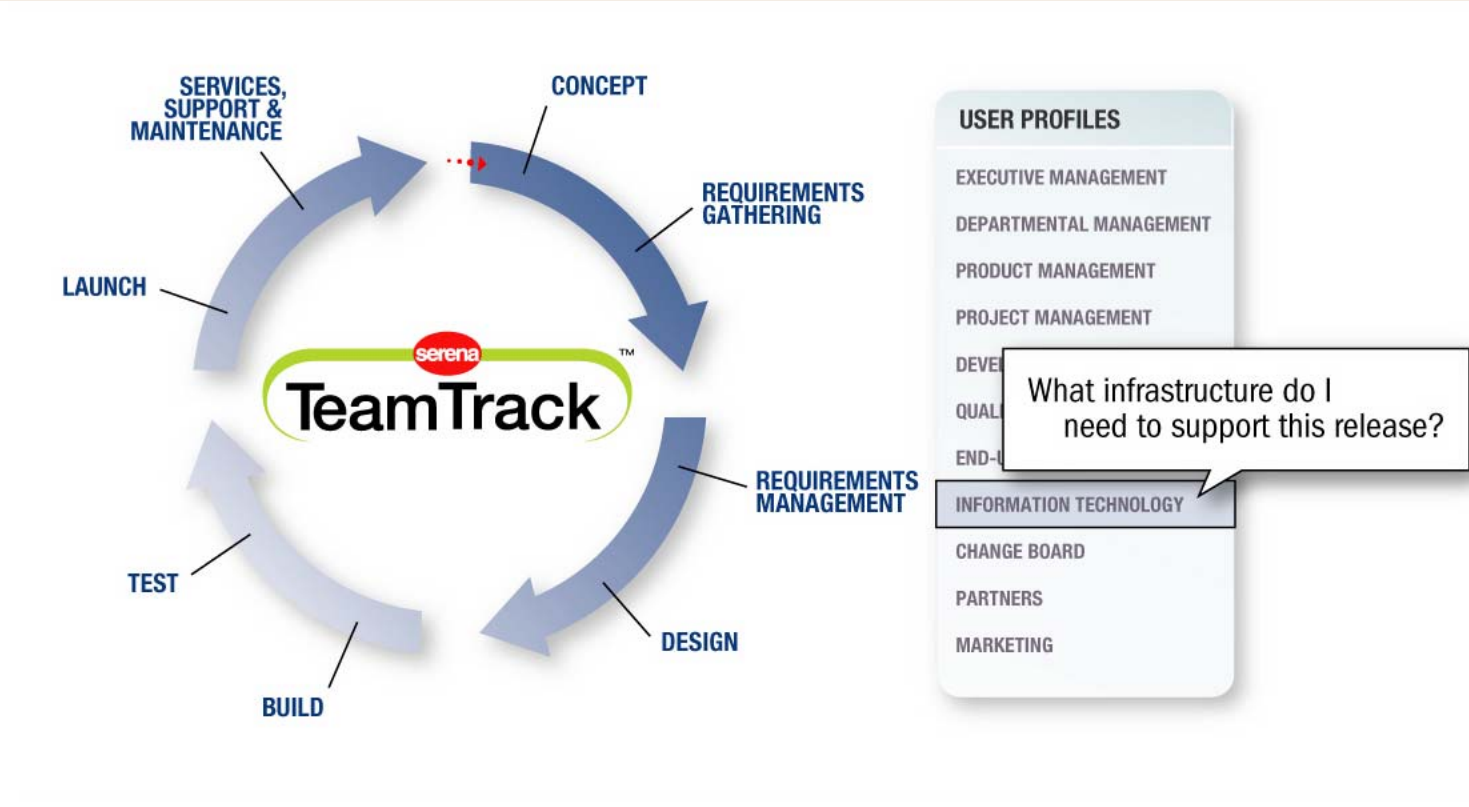 SERVICES,
SUPPORT &
MAINTENANCE
CONCEPT
REQUIREMENTS
GATHERING
LAUNCH
serena
TeamTrack
TM
REQUIREMENTS
MANAGEMENT
TEST
DESIGN
BUILD
USER PROFILES
EXECUTIVE MANAGEMENT
DEPARTMENTAL MANAGEMENT
PRODUCT MANAGEMENT
PROJECT MANAGEMENT
What infrastructure do I
need to support this release?
INFORMATION TECHNOLOGY
CHANGE BOARD
PARTNERS
MARKETING